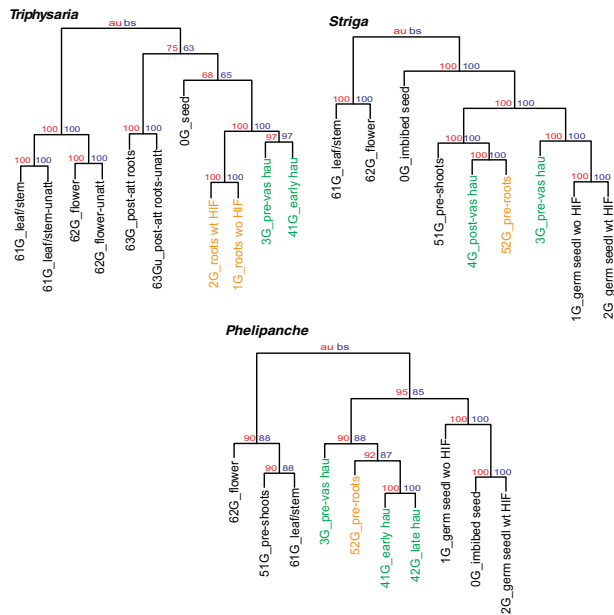 Triphysaria
au bs
75 63
68 65
0G_seed
100 100
97 97
100 100
100 100
100 100
100 100
100 100
100 100
61G_leaf/stem
61G_leaf/stem-unatt
62G_flower
62G_flower-unatt
63G_post-att roots
63Gu_post-att roots-unatt
2G_roots wt HIF
1G_roots wo HIF
3G_pre-vas hau
41G_early hau
Striga
au bs
100 100
100 100
100 100
100 100
100 100
100 100
100 100
61G_leaf/stem
62G_flower
0G_imbibed seed
51G_pre-shoots
4G_post-vas hau
52G_pre-roots
3G_pre-vas hau
1G_germ seedl wo HIF
2G_germ seedl wt HIF
Phelipanche
au bs
95 85
90 88
90 88
90 88
92 87
100 100
100 100
100 100
62G_flower
51G_pre-shoots
61G_leaf/stem
3G_pre-vas hau
52G_pre-roots
41G_early hau
42G_late hau
1G_germ seedl wo HIF
0G_imbibed seed
2G_germ seedl wt HIF